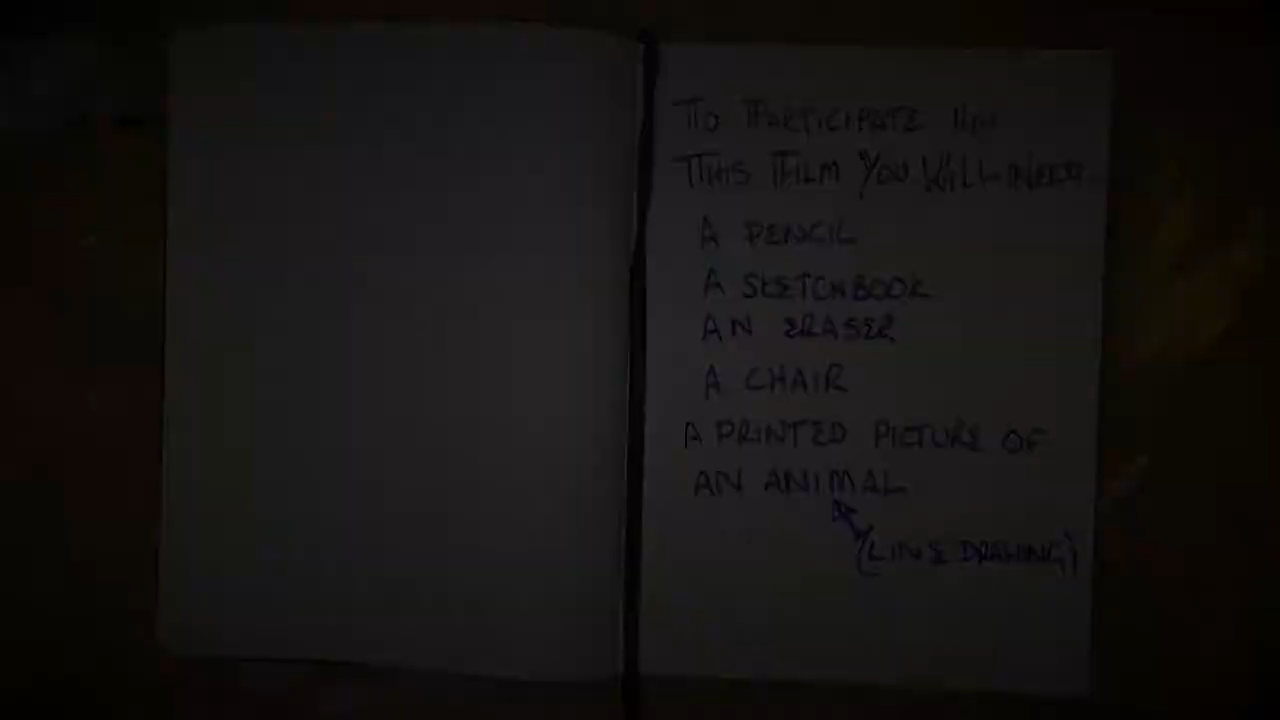 TO PARTICIPATE IN
THIS FILM YOU WILL NEED
A PENCIL
A SKETCHBOOK
AN ERASER
A CHAIR
A PRINTED PICTURE OF
AN ANIMAL
(LINE DRAWING)